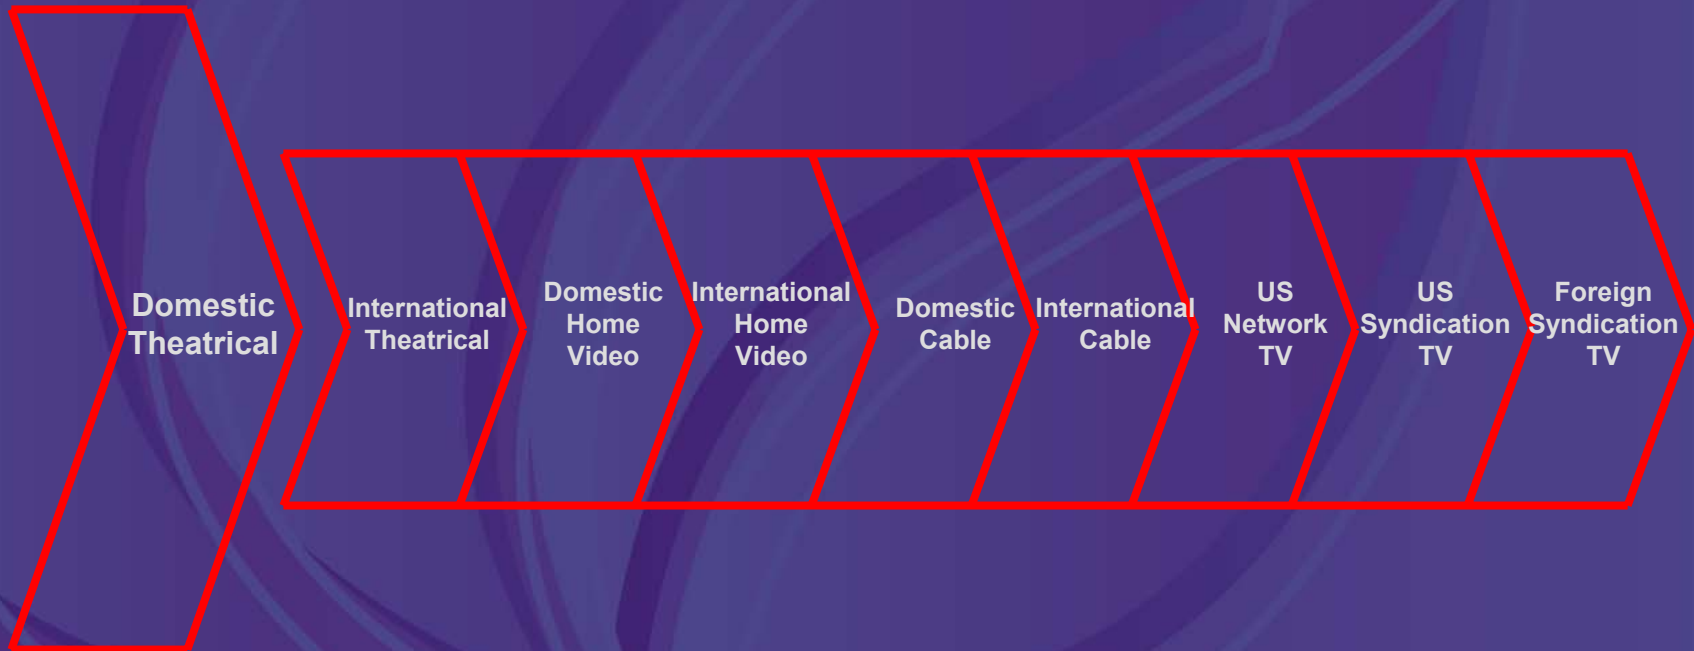 Domestic
Theatrical
International
Theatrical
Domestic
Home
Video
International
Home
Video
Domestic
Cable
International
Cable
US
Network
TV
US
Syndication
TV
Foreign
Syndication
TV